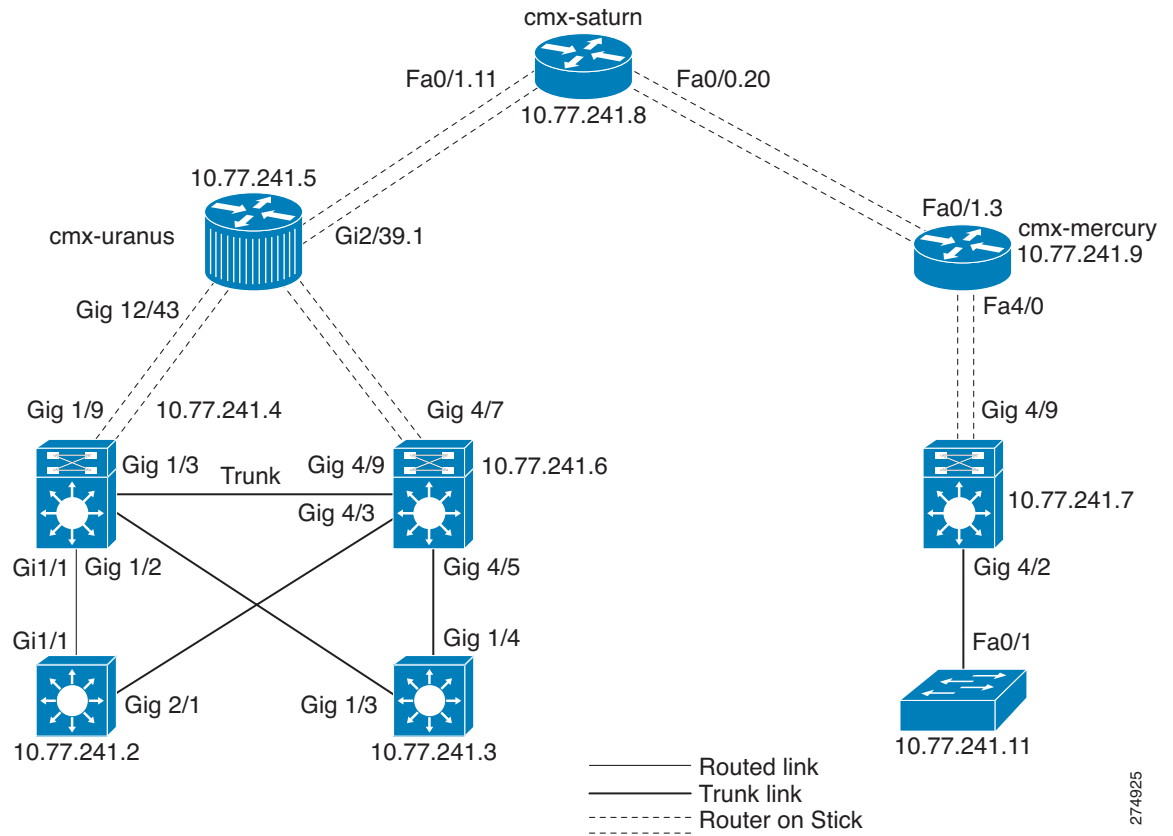 cmx-saturn
Fa0/1.11
Fa0/0.20
10.77.241.8
10.77.241.5
cmx-uranus
Gi2/39.1
Fa0/1.3
cmx-mercury
10.77.241.9
Gig 12/43
Fa4/0
Gig 1/9
10.77.241.4
Gig 4/7
Gig 4/9
Gig 1/3
Trunk
Gig 4/9
10.77.241.6
Gig 4/3
10.77.241.7
Gi1/1
Gig 1/2
Gig 4/5
Gig 4/2
Gi1/1
Gig 1/4
Fa0/1
Gig 2/1
Gig 1/3
10.77.241.2
10.77.241.3
10.77.241.11
Routed link
Trunk link
Router on Stick
274925